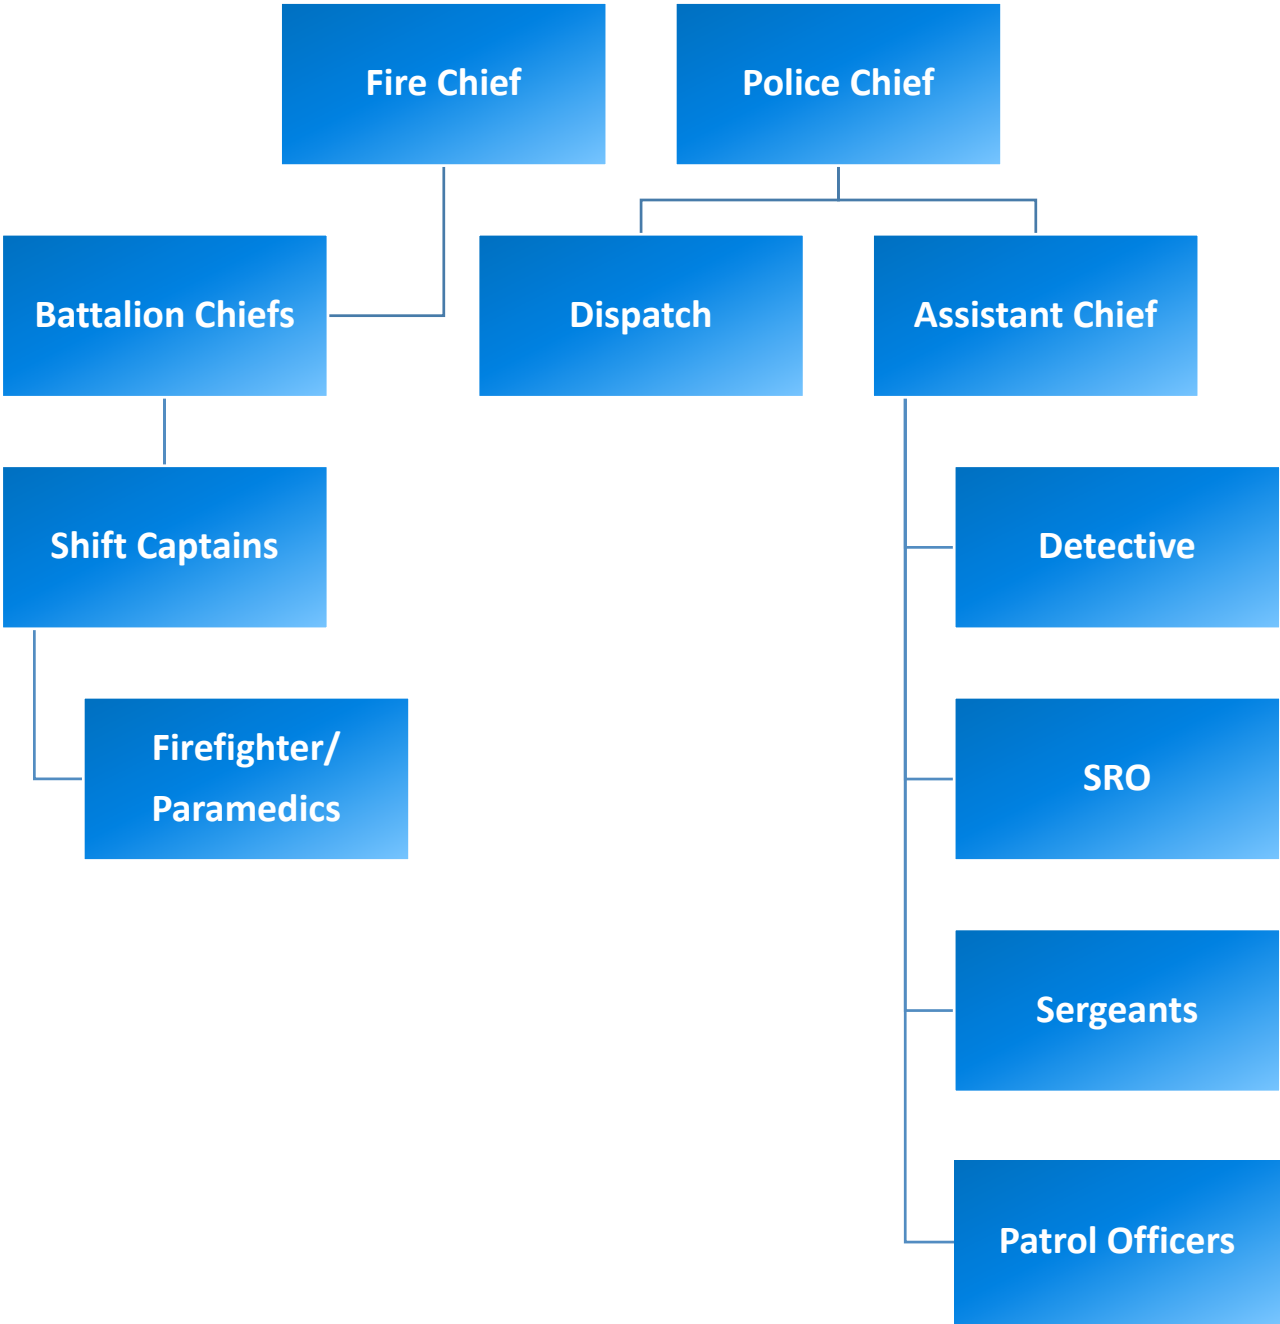 Fire Chief
Police Chief
Battalion Chiefs
Dispatch
Assistant Chief
Shift Captains
Detective
Firefighter/
Paramedics
SRO
Sergeants
Patrol Officers